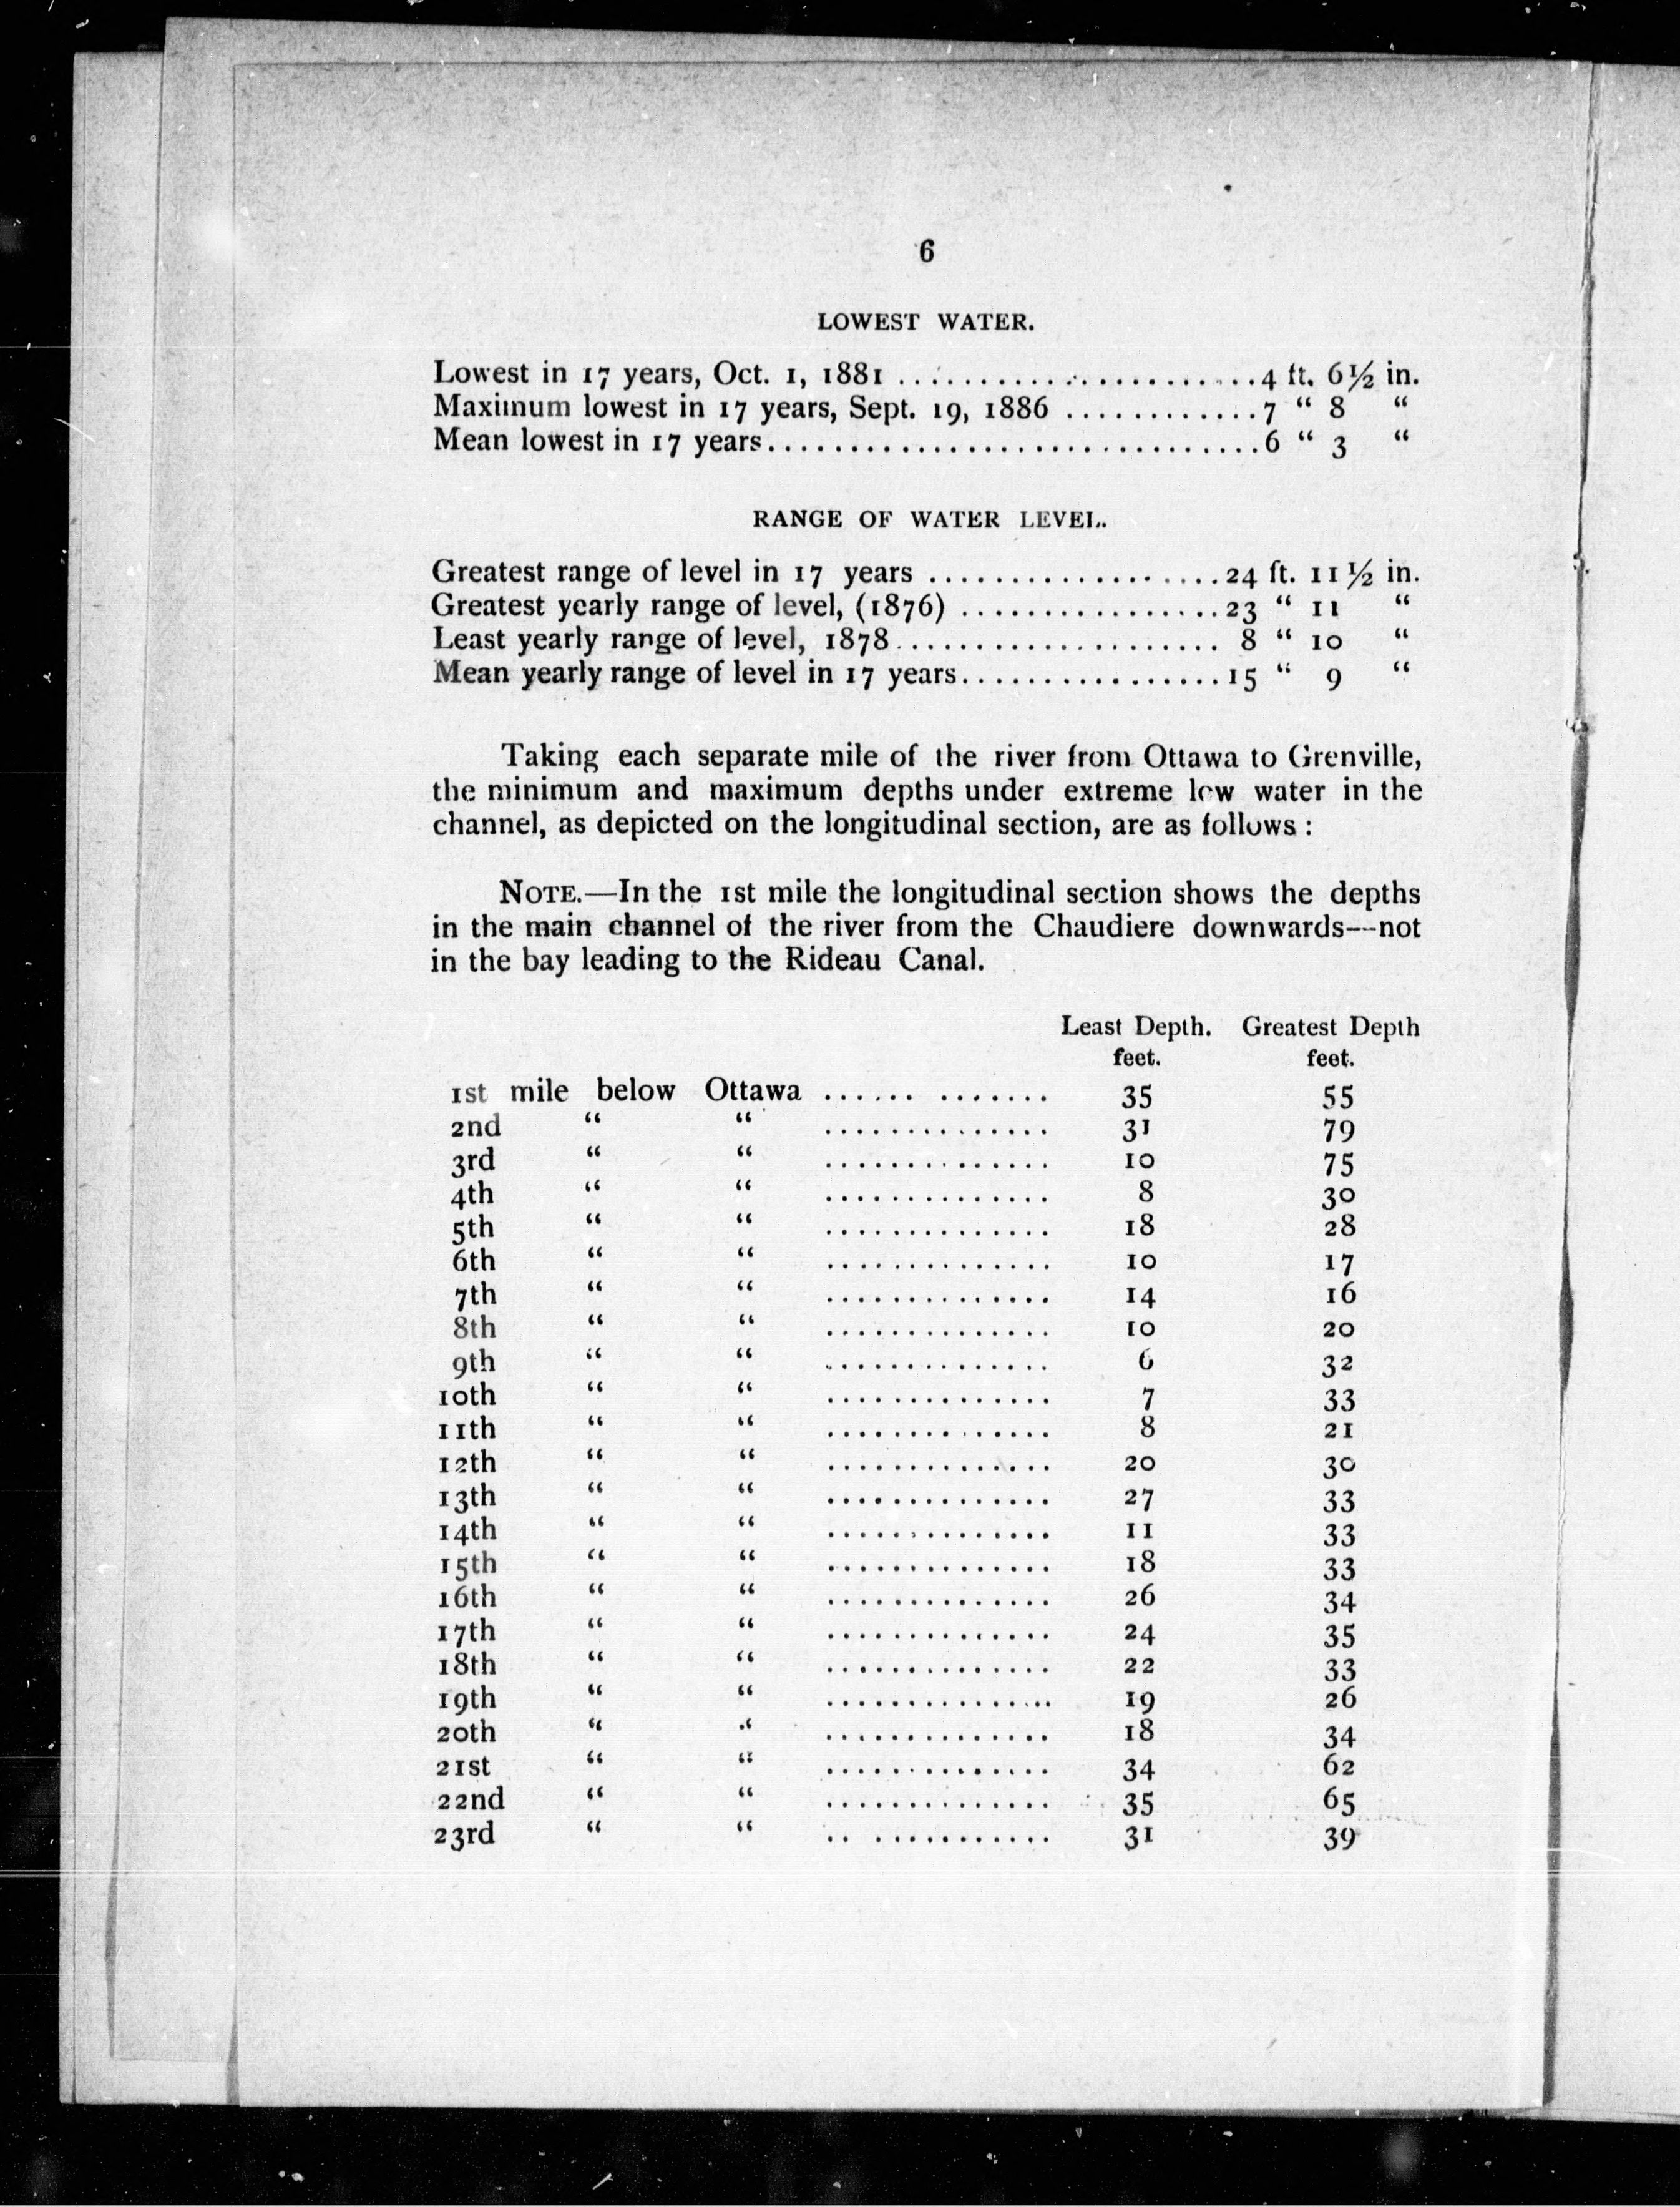 6
LOWEST WATER.
Lowest in 17 years, Oct. 1, 1881 ........................4 ft. 6½ in.
Maximum lowest in 17 years, Sept. 19, 1886 ............7 “ 8 “
Mean lowest in 17 years..............................6 “ 3 “
RANGE OF WATER LEVEL.
Greatest range of level in 17 years ..................24 ft. 11½ in.
Greatest yearly range of level, (1876) ................23 “ 11 “
Least yearly range of level, 1878.................... 8 “ 10 “
Mean yearly range of level in 17 years................15 “ 9 “
Taking each separate mile of the river from Ottawa to Grenville,
the minimum and maximum depths under extreme low water in the
channel, as depicted on the longitudinal section, are as follows :
NOTE.—In the 1st mile the longitudinal section shows the depths
in the main channel of the river from the Chaudiere downwards—not
in the bay leading to the Rideau Canal.
Least Depth. Greatest Depth
feet. feet.
1st mile below Ottawa ...... ....... 35 55
2nd “ “ .............. 31 79
3rd “ “ .............. 10 75
4th “ “ .............. 8 30
5th “ “ .............. 18 28
6th “ “ .............. 10 17
7th “ “ .............. 14 16
8th “ “ .............. 10 20
9th “ “ .............. 6 32
10th “ “ .............. 7 33
11th “ “ .............. 8 21
12th “ “ .............. 20 30
13th “ “ .............. 27 33
14th “ “ .............. 11 33
15th “ “ .............. 18 33
16th “ “ .............. 26 34
17th “ “ .............. 24 35
18th “ “ .............. 22 33
19th “ “ .............. 19 26
20th “ “ .............. 18 34
21st “ “ .............. 34 62
22nd “ “ .............. 35 65
23rd “ “ .. ........... 31 39